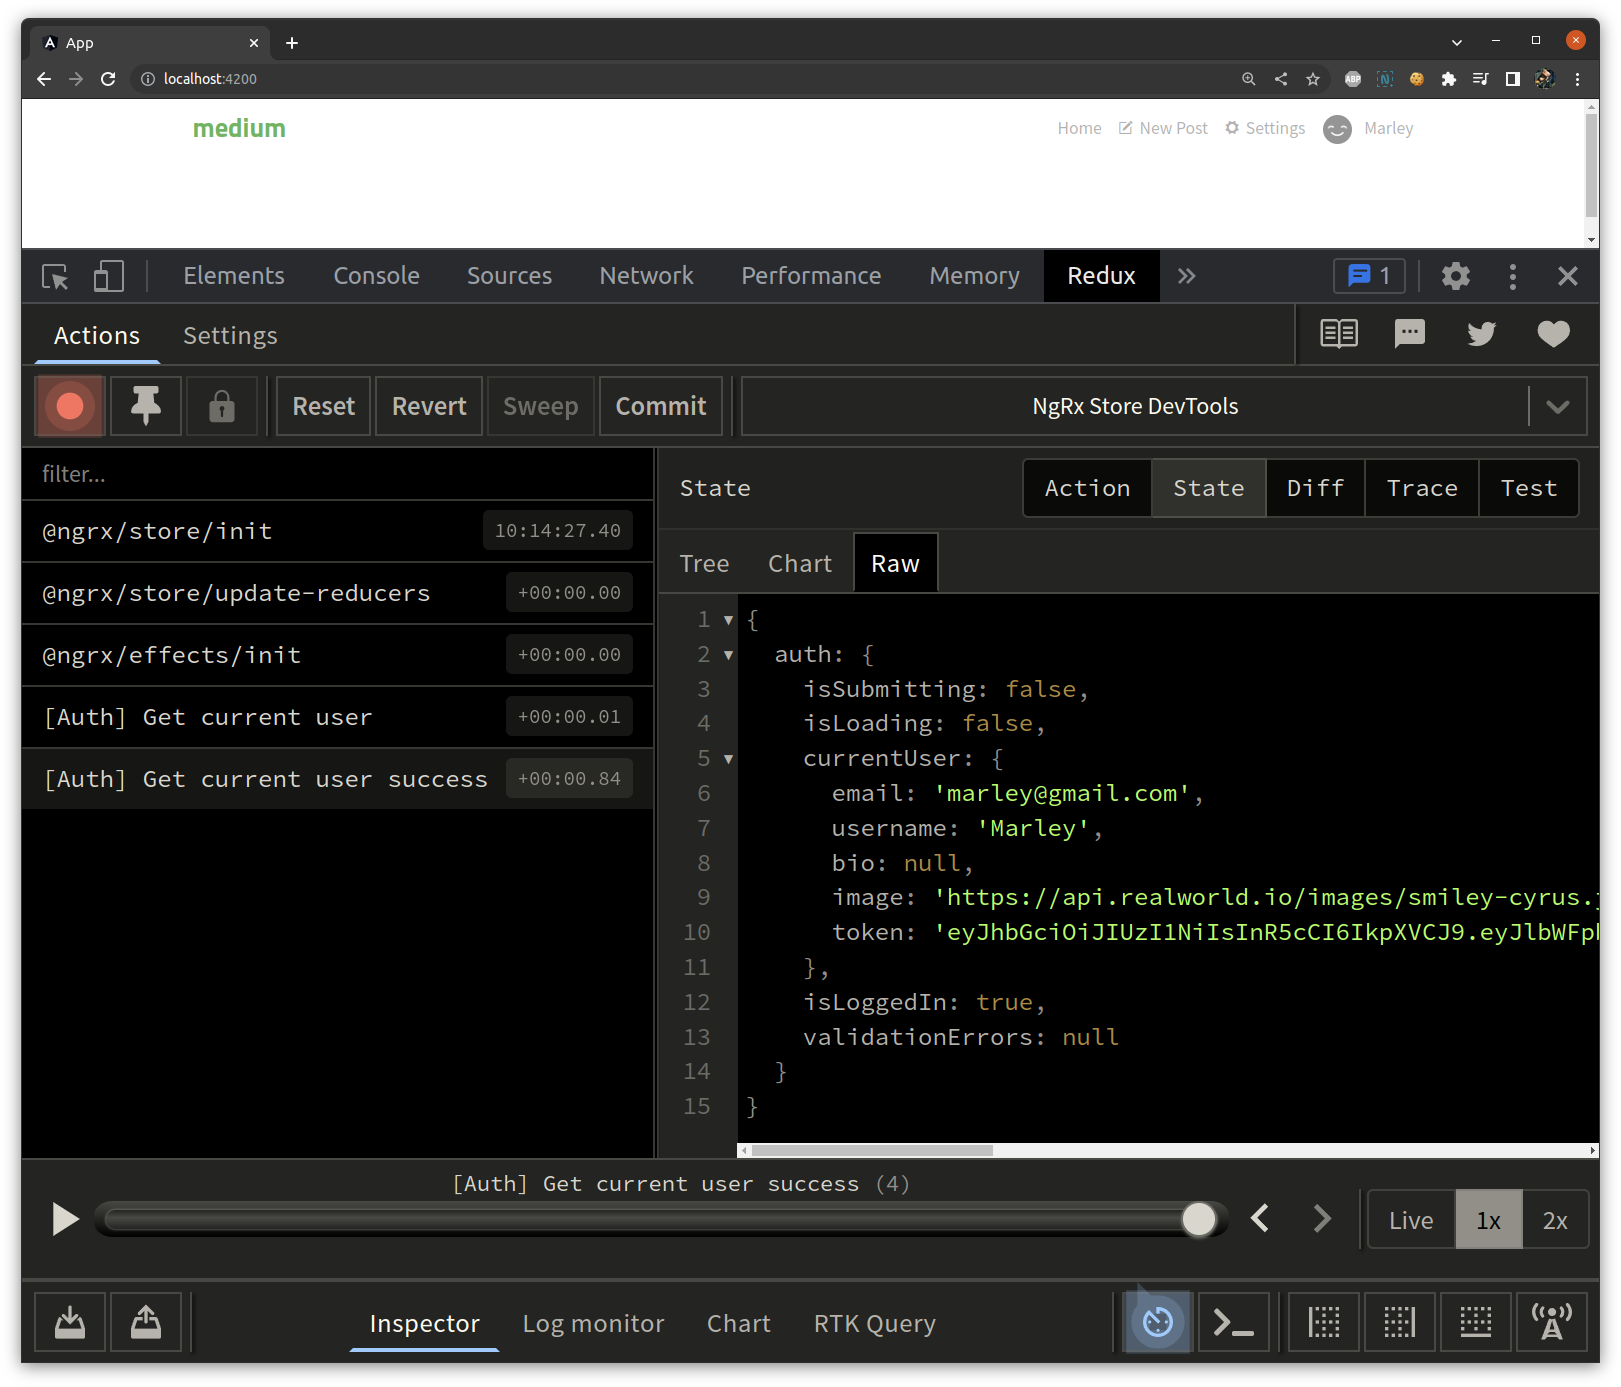 App
localhost:4200
ABP
N
medium
Home New Post Settings Marley
Elements Console Sources Network Performance Memory Redux 1
Actions Settings
Reset Revert Sweep Commit NgRx Store DevTools
filter...
@ngrx/store/init 10:14:27.40
@ngrx/store/update-reducers +00:00.00
@ngrx/effects/init +00:00.00
[Auth] Get current user +00:00.01
[Auth] Get current user success +00:00.84
State Action State Diff Trace Test
Tree Chart Raw
1 {
2 auth: {
3 isSubmitting: false,
4 isLoading: false,
5 currentUser: {
6 email: 'marley@gmail.com',
7 username: 'Marley',
8 bio: null,
9 image: 'https://api.realworld.io/images/smiley-cyrus.j
10 token: 'eyJhbGciOiJIUzI1NiIsInR5cCI6IkpXVCJ9.eyJlbWFp
11 },
12 isLoggedIn: true,
13 validationErrors: null
14 }
15 }
[Auth] Get current user success (4)
Live 1x 2x
Inspector Log monitor Chart RTK Query